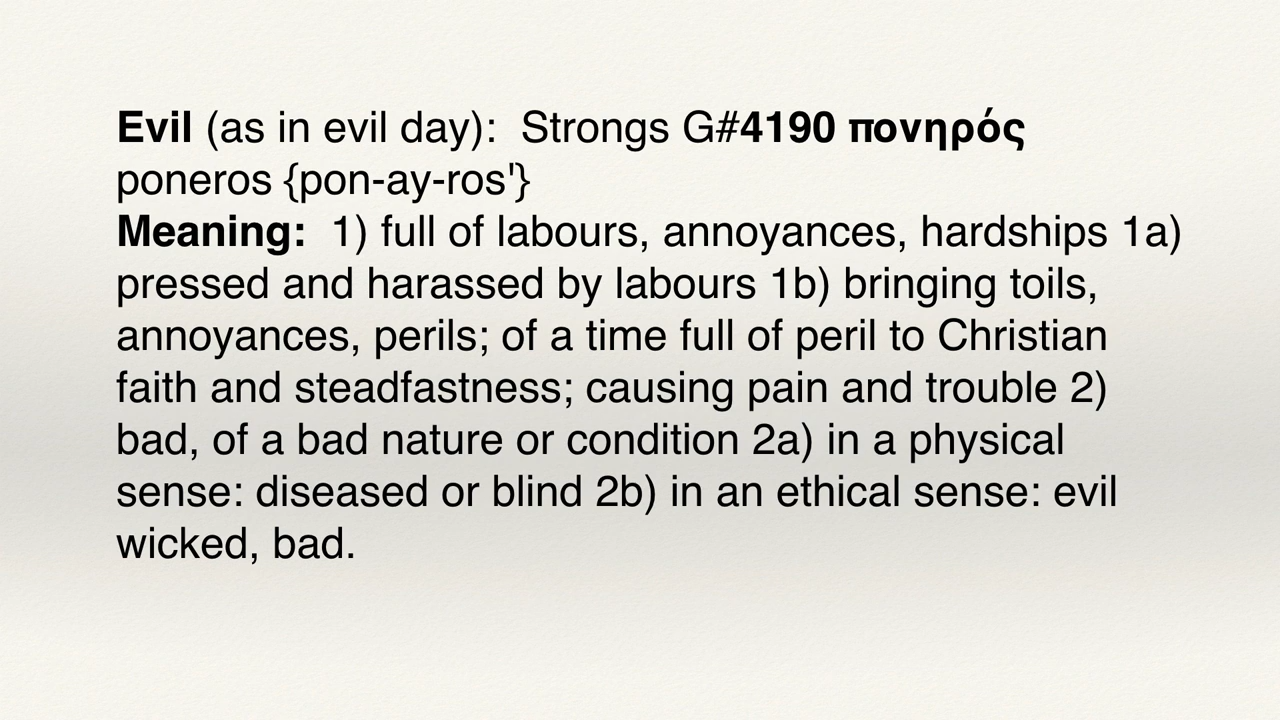 Evil (as in evil day):  Strongs G#4190 πονηρός
poneros {pon-ay-ros'}
Meaning:  1) full of labours, annoyances, hardships 1a)
pressed and harassed by labours 1b) bringing toils,
annoyances, perils; of a time full of peril to Christian
faith and steadfastness; causing pain and trouble 2)
bad, of a bad nature or condition 2a) in a physical
sense: diseased or blind 2b) in an ethical sense: evil
wicked, bad.